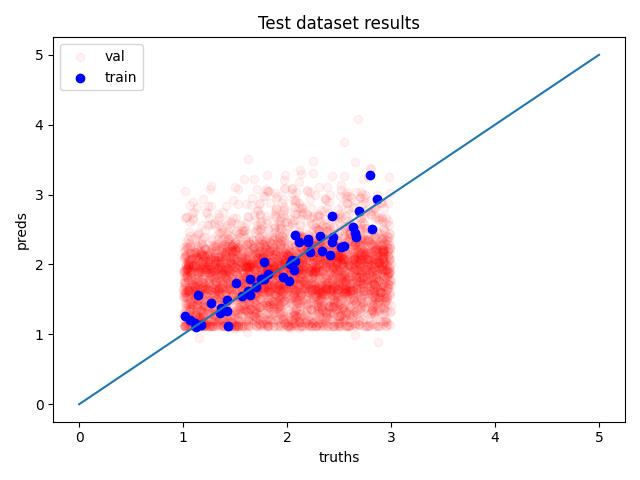 Test dataset results
val
train
preds
5
4
3
2
1
0
0 1 2 3 4 5
truths